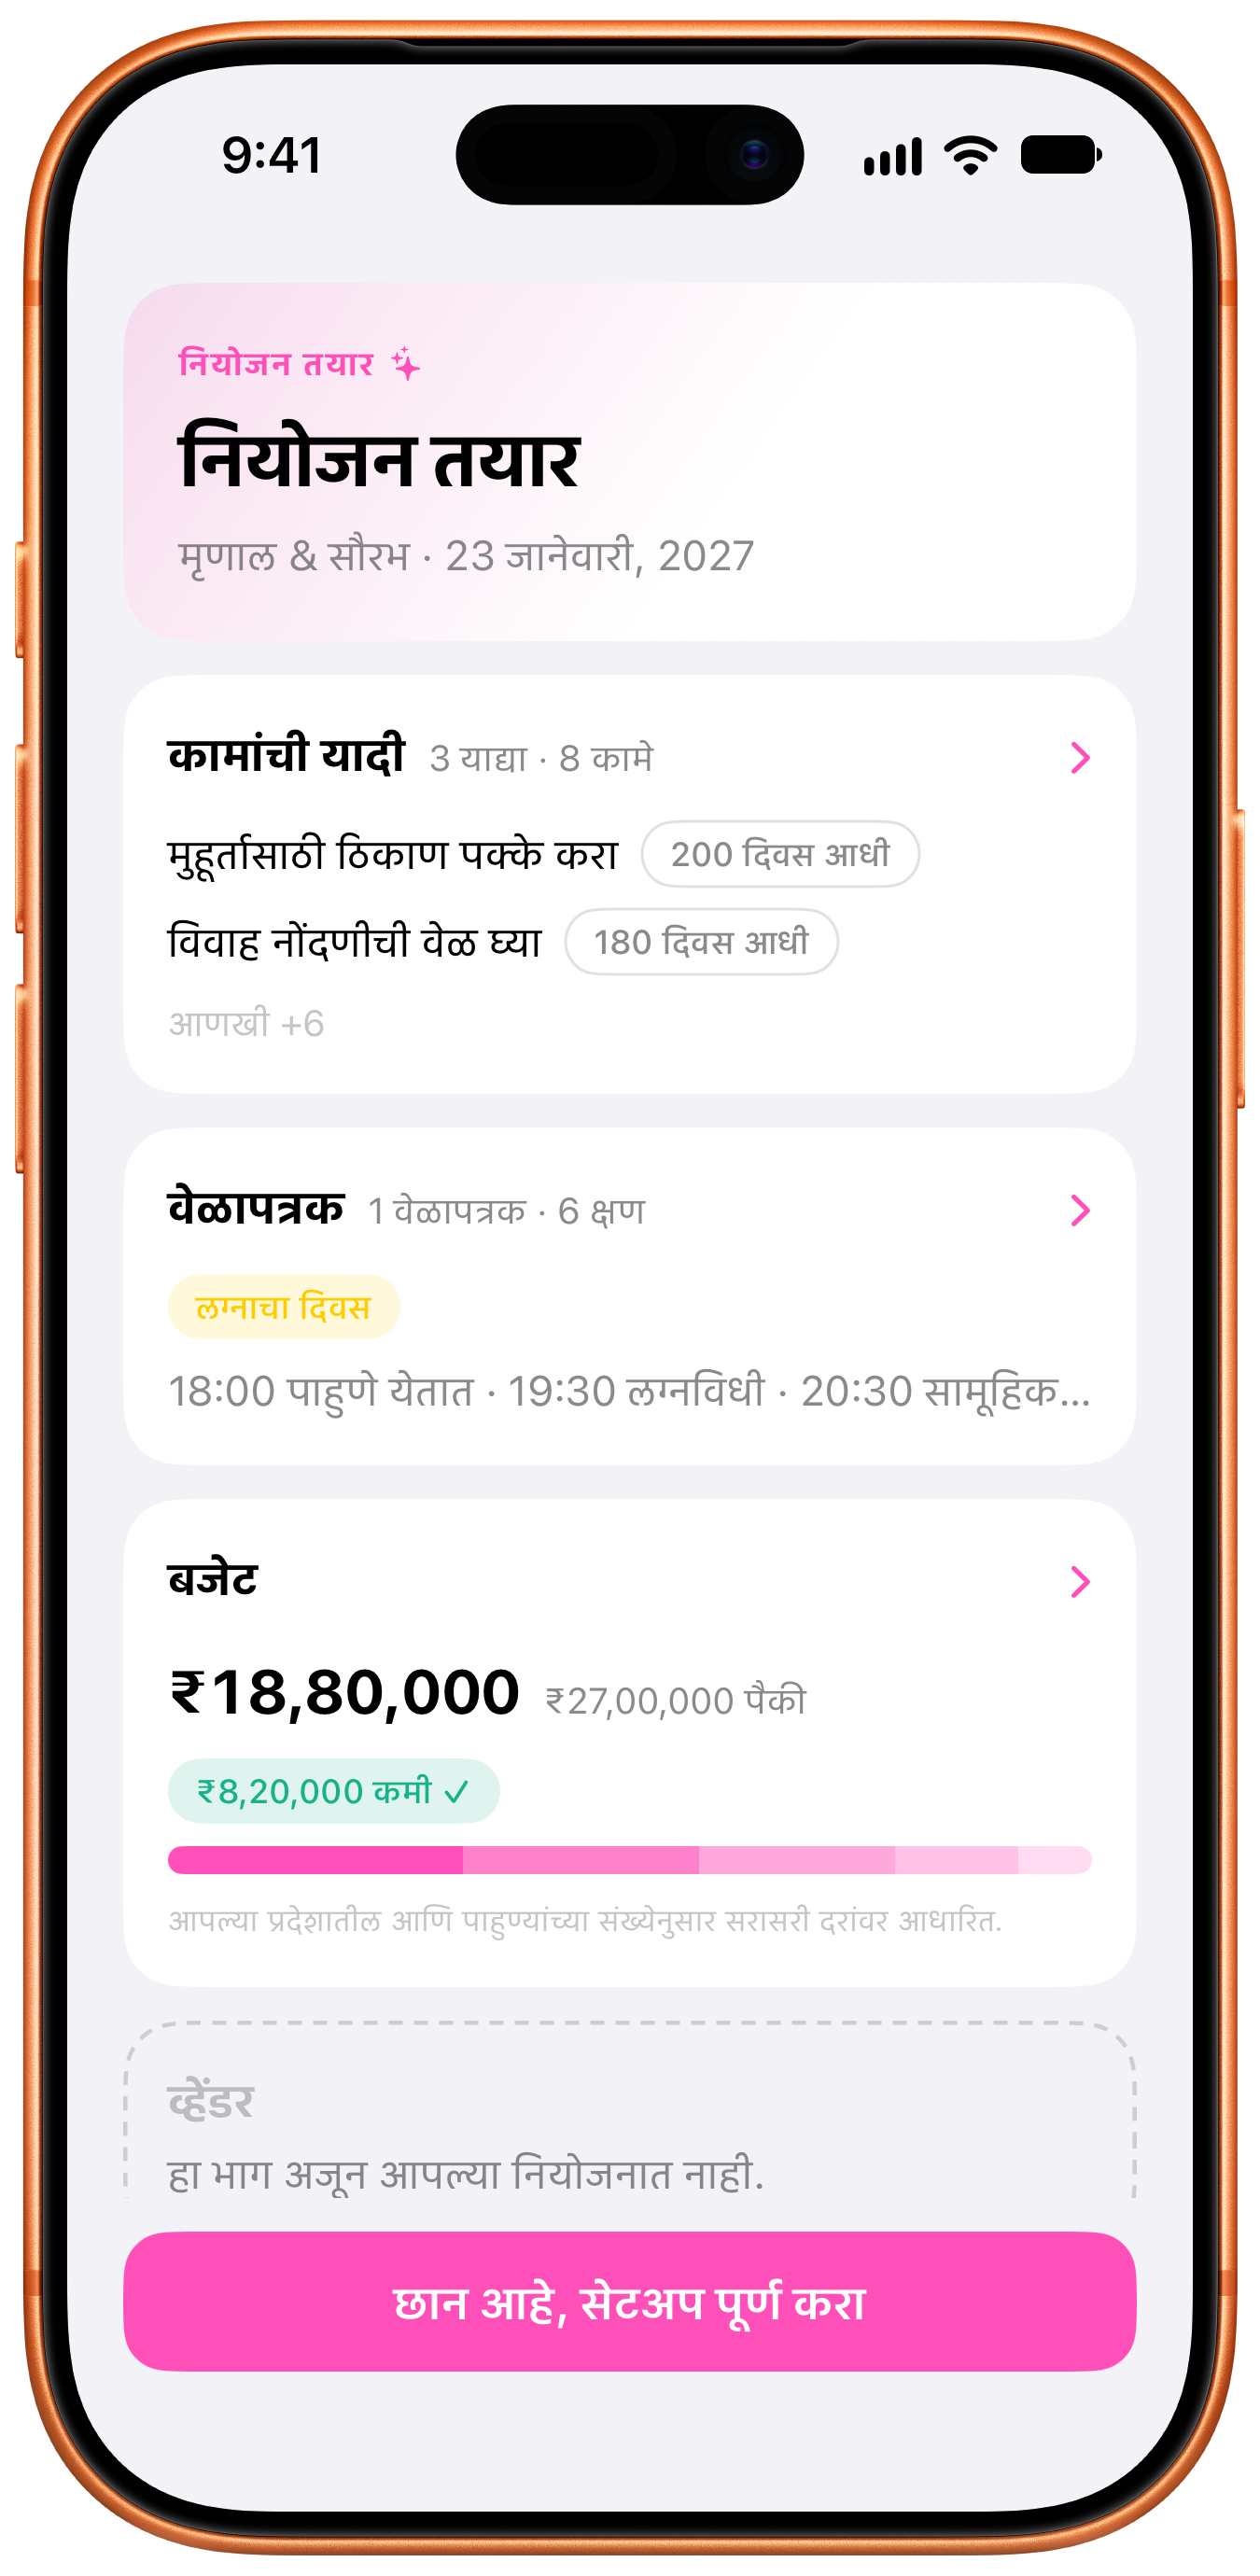 9:41
नियोजन तयार
नियोजन तयार
मृणाल & सौरभ · 23 जानेवारी, 2027
कामांची यादी 3 याद्या · 8 कामे
मुहूर्तासाठी ठिकाण पक्के करा 200 दिवस आधी
विवाह नोंदणीची वेळ घ्या 180 दिवस आधी
आणखी +6
वेळापत्रक 1 वेळापत्रक · 6 क्षण
लग्नाचा दिवस
18:00 पाहुणे येतात · 19:30 लग्नविधी · 20:30 सामूहिक...
बजेट
₹18,80,000 ₹27,00,000 पैकी
₹8,20,000 कमी ✓
आपल्या प्रदेशातील आणि पाहुण्यांच्या संख्येनुसार सरासरी दरांवर आधारित.
व्हेंडर
हा भाग अजून आपल्या नियोजनात नाही.
छान आहे, सेटअप पूर्ण करा